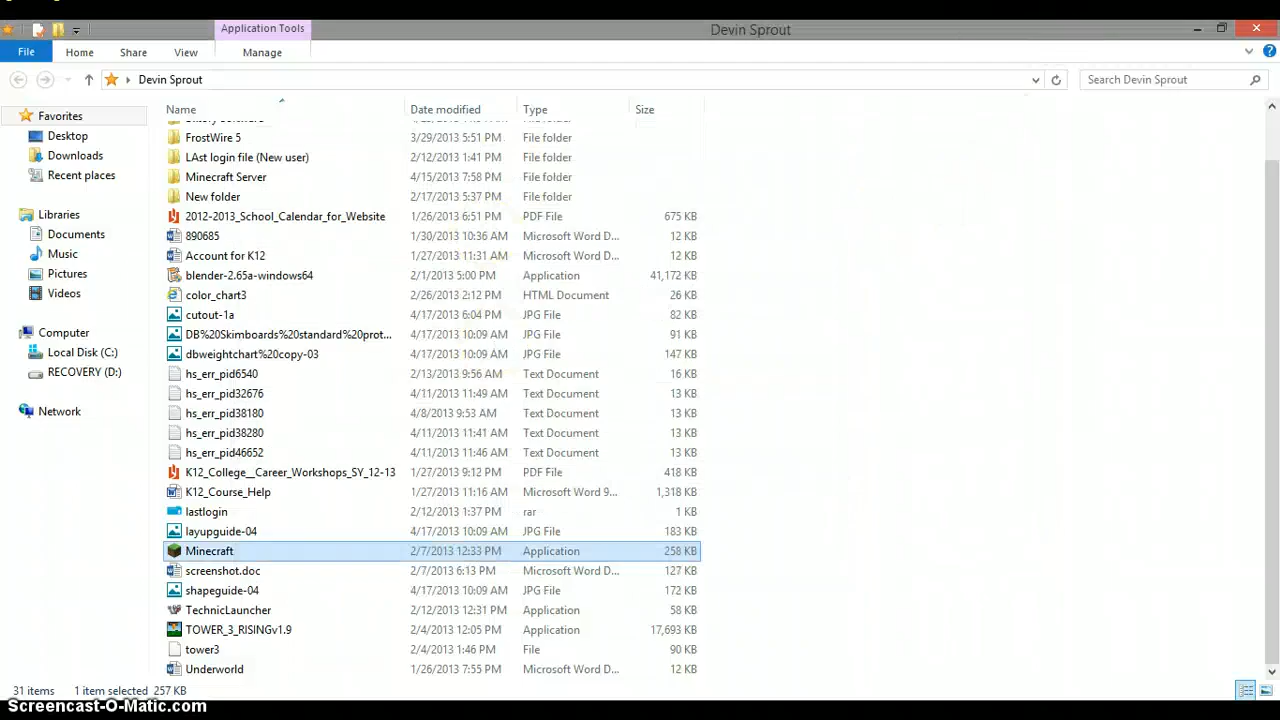 Application Tools
Devin Sprout
File Home Share View Manage
Devin Sprout
Search Devin Sprout
Name Date modified Type Size
Favorites
Desktop
Downloads
Recent places
Libraries
Documents
Music
Pictures
Videos
Computer
Local Disk (C:)
RECOVERY (D:)
Network
FrostWire 5 3/29/2013 5:51 PM File folder
LAst login file (New user) 2/12/2013 1:41 PM File folder
Minecraft Server 4/15/2013 7:58 PM File folder
New folder 2/17/2013 5:37 PM File folder
2012-2013_School_Calendar_for_Website 1/26/2013 6:51 PM PDF File 675 KB
890685 1/30/2013 10:36 AM Microsoft Word D... 12 KB
Account for K12 1/27/2013 11:31 AM Microsoft Word D... 12 KB
blender-2.65a-windows64 2/1/2013 5:00 PM Application 41,172 KB
color_chart3 2/26/2013 2:12 PM HTML Document 26 KB
cutout-1a 4/17/2013 6:04 PM JPG File 82 KB
DB%20Skimboards%20standard%20prot... 4/17/2013 10:09 AM JPG File 91 KB
dbweightchart%20copy-03 4/17/2013 10:09 AM JPG File 147 KB
hs_err_pid6540 2/13/2013 9:56 AM Text Document 16 KB
hs_err_pid32676 4/11/2013 11:49 AM Text Document 13 KB
hs_err_pid38180 4/8/2013 9:53 AM Text Document 13 KB
hs_err_pid38280 4/11/2013 11:41 AM Text Document 13 KB
hs_err_pid46652 4/11/2013 11:46 AM Text Document 13 KB
K12_College__Career_Workshops_SY_12-13 1/27/2013 9:12 PM PDF File 418 KB
K12_Course_Help 1/27/2013 11:16 AM Microsoft Word 9... 1,318 KB
lastlogin 2/12/2013 1:37 PM rar 1 KB
layupguide-04 4/17/2013 10:09 AM JPG File 183 KB
Minecraft 2/7/2013 12:33 PM Application 258 KB
screenshot.doc 2/7/2013 6:13 PM Microsoft Word D... 127 KB
shapeguide-04 4/17/2013 10:09 AM JPG File 172 KB
TechnicLauncher 2/12/2013 12:31 PM Application 58 KB
TOWER_3_RISINGv1.9 2/4/2013 12:05 PM Application 17,693 KB
tower3 2/4/2013 1:46 PM File 90 KB
Underworld 1/26/2013 7:55 PM Microsoft Word D... 12 KB
31 items 1 item selected 257 KB
Screencast-O-Matic.com